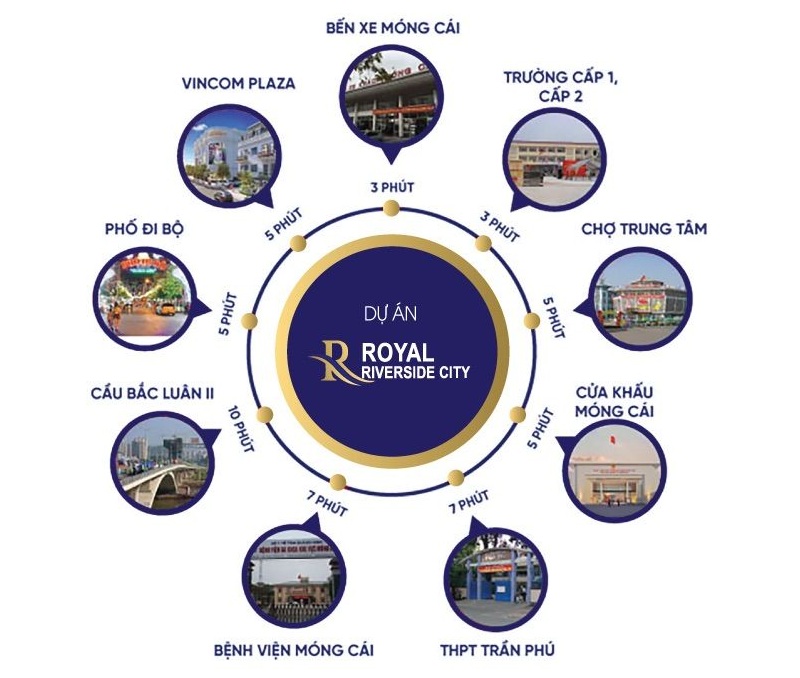 BẾN XE MÓNG CÁI
VINCOM PLAZA
TRƯỜNG CẤP 1,
CẤP 2
3 PHÚT
5 PHÚT
3 PHÚT
PHỐ ĐI BỘ
CHỢ TRUNG TÂM
5 PHÚT
5 PHÚT
DỰ ÁN
R
ROYAL
RIVERSIDE CITY
CẦU BẮC LUÂN II
CỬA KHẨU
MÓNG CÁI
10 PHÚT
5 PHÚT
7 PHÚT
7 PHÚT
BỆNH VIỆN MÓNG CÁI
THPT TRẦN PHÚ